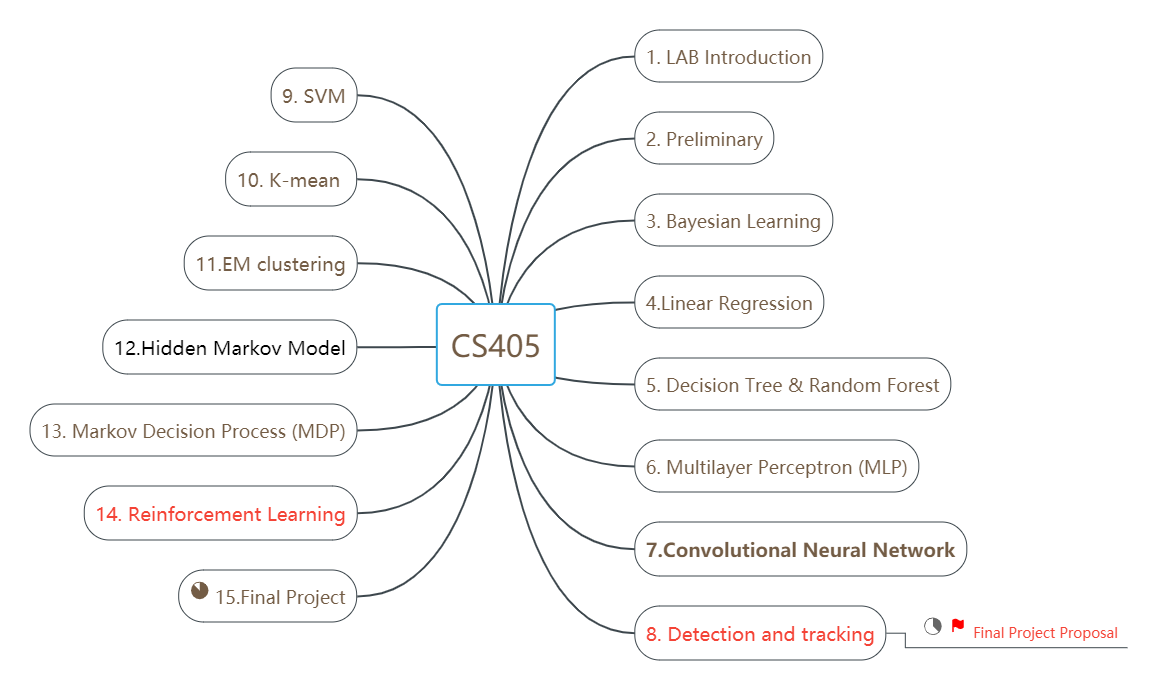 CS405
1. LAB Introduction
2. Preliminary
3. Bayesian Learning
4.Linear Regression
5. Decision Tree & Random Forest
6. Multilayer Perceptron (MLP)
7.Convolutional Neural Network
8. Detection and tracking
Final Project Proposal
9. SVM
10. K-mean
11.EM clustering
12.Hidden Markov Model
13. Markov Decision Process (MDP)
14. Reinforcement Learning
15.Final Project